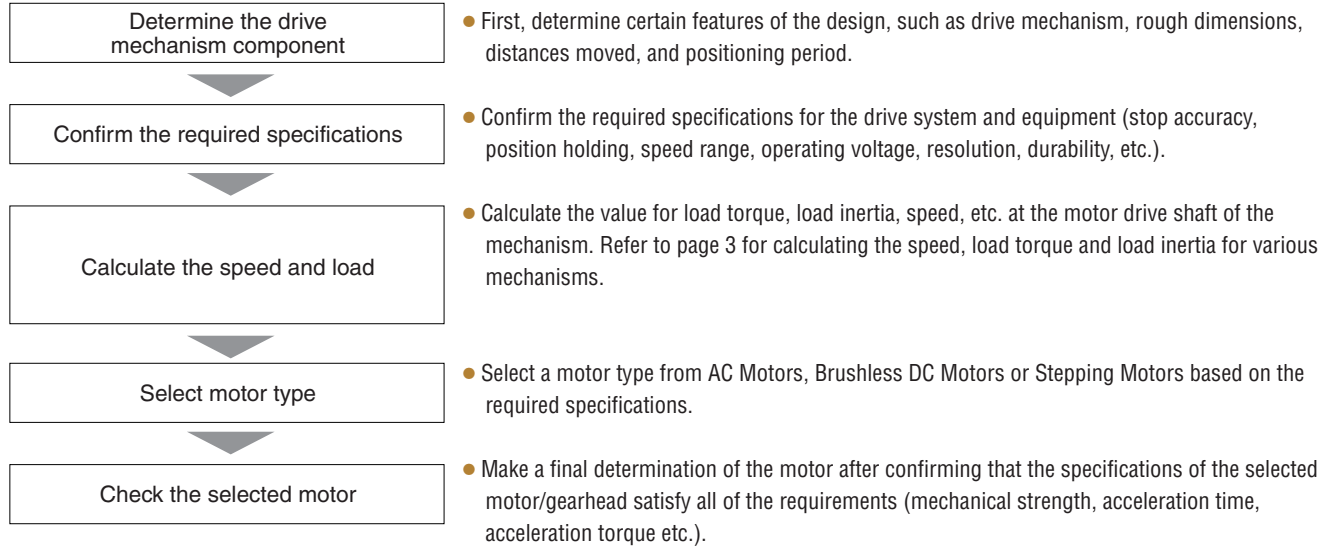 Determine the drive
mechanism component
● First, determine certain features of the design, such as drive mechanism, rough dimensions,
distances moved, and positioning period.
Confirm the required specifications
● Confirm the required specifications for the drive system and equipment (stop accuracy,
position holding, speed range, operating voltage, resolution, durability, etc.).
Calculate the speed and load
● Calculate the value for load torque, load inertia, speed, etc. at the motor drive shaft of the
mechanism. Refer to page 3 for calculating the speed, load torque and load inertia for various
mechanisms.
Select motor type
● Select a motor type from AC Motors, Brushless DC Motors or Stepping Motors based on the
required specifications.
Check the selected motor
● Make a final determination of the motor after confirming that the specifications of the selected
motor/gearhead satisfy all of the requirements (mechanical strength, acceleration time,
acceleration torque etc.).